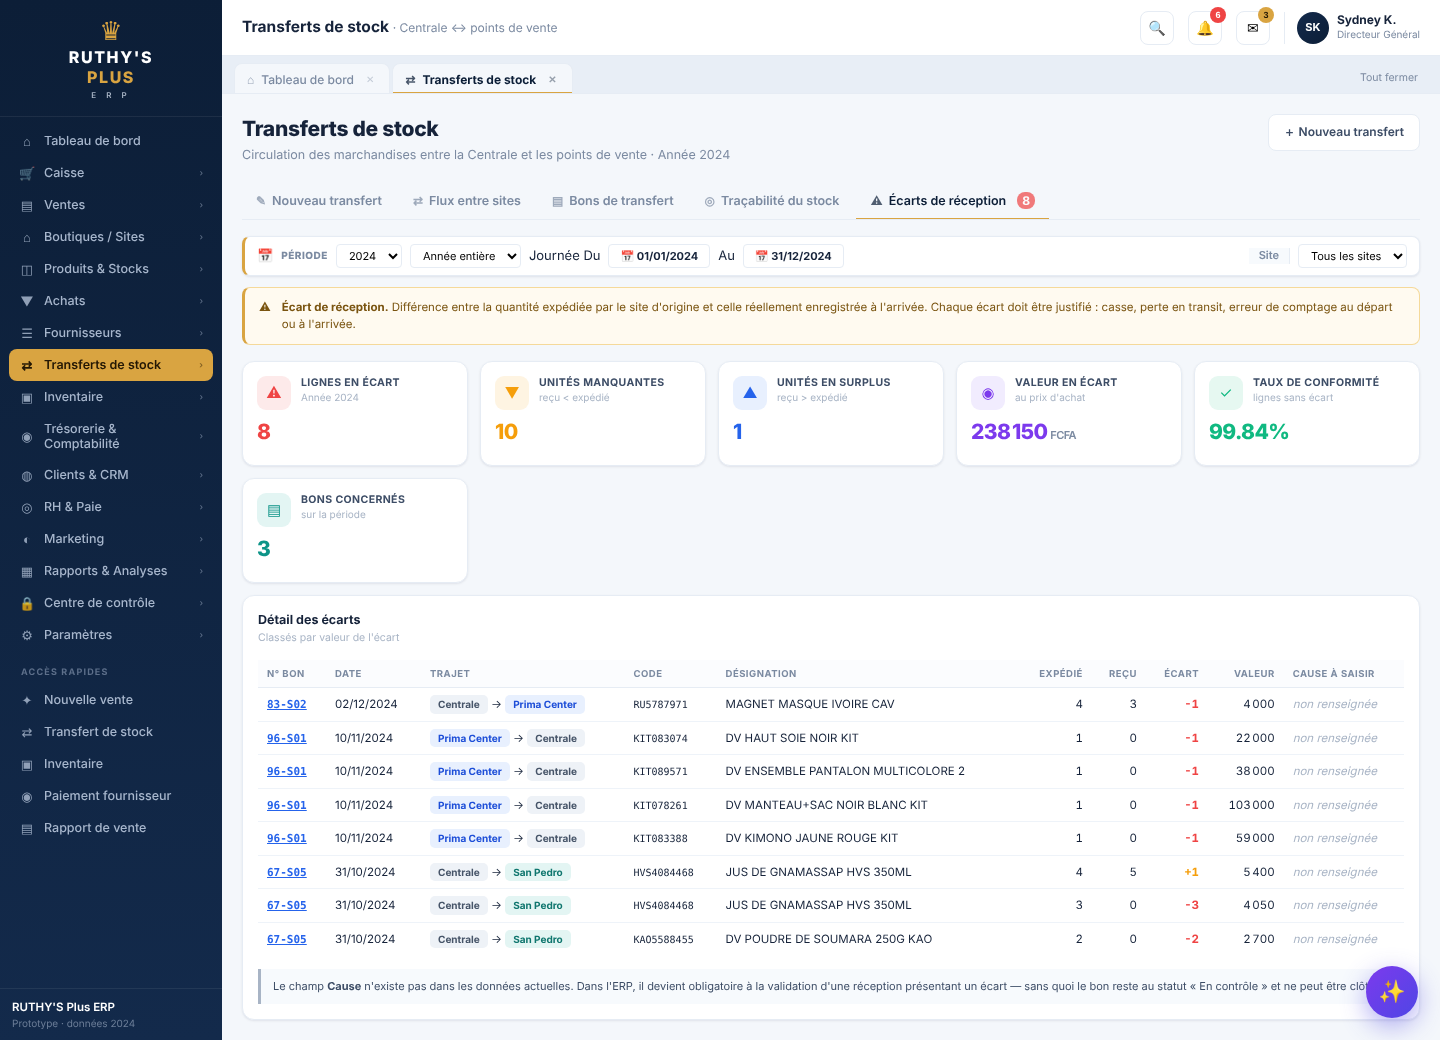 RUTHY'S
PLUS
E R P
Tableau de bord
Caisse
Ventes
Boutiques / Sites
Produits & Stocks
Achats
Fournisseurs
Transferts de stock
Inventaire
Trésorerie &
Comptabilité
Clients & CRM
RH & Paie
Marketing
Rapports & Analyses
Centre de contrôle
Paramètres
ACCÈS RAPIDES
Nouvelle vente
Transfert de stock
Inventaire
Paiement fournisseur
Rapport de vente
RUTHY'S Plus ERP
Prototype · données 2024
Transferts de stock · Centrale ↔ points de vente
6
3
SK
Sydney K.
Directeur Général
Tableau de bord ×
Transferts de stock ×
Tout fermer
Transferts de stock
Circulation des marchandises entre la Centrale et les points de vente · Année 2024
+ Nouveau transfert
Nouveau transfert
Flux entre sites
Bons de transfert
Traçabilité du stock
Écarts de réception 8
PÉRIODE 2024 Année entière Journée Du 01/01/2024 Au 31/12/2024 Site Tous les sites
Écart de réception. Différence entre la quantité expédiée par le site d'origine et celle réellement enregistrée à l'arrivée. Chaque écart doit être justifié : casse, perte en transit, erreur de comptage au départ
ou à l'arrivée.
LIGNES EN ÉCART
Année 2024
8
UNITÉS MANQUANTES
reçu < expédié
10
UNITÉS EN SURPLUS
reçu > expédié
1
VALEUR EN ÉCART
au prix d'achat
238 150 FCFA
TAUX DE CONFORMITÉ
lignes sans écart
99.84%
BONS CONCERNÉS
sur la période
3
Détail des écarts
Classés par valeur de l'écart
N° BON DATE TRAJET CODE DÉSIGNATION EXPÉDIÉ REÇU ÉCART VALEUR CAUSE À SAISIR
83-S02 02/12/2024 Centrale → Prima Center RU5787971 MAGNET MASQUE IVOIRE CAV 4 3 -1 4 000 non renseignée
96-S01 10/11/2024 Prima Center → Centrale KIT083074 DV HAUT SOIE NOIR KIT 1 0 -1 22 000 non renseignée
96-S01 10/11/2024 Prima Center → Centrale KIT089571 DV ENSEMBLE PANTALON MULTICOLORE 2 1 0 -1 38 000 non renseignée
96-S01 10/11/2024 Prima Center → Centrale KIT078261 DV MANTEAU+SAC NOIR BLANC KIT 1 0 -1 103 000 non renseignée
96-S01 10/11/2024 Prima Center → Centrale KIT083388 DV KIMONO JAUNE ROUGE KIT 1 0 -1 59 000 non renseignée
67-S05 31/10/2024 Centrale → San Pedro HVS4084468 JUS DE GNAMASSAP HVS 350ML 4 5 +1 5 400 non renseignée
67-S05 31/10/2024 Centrale → San Pedro HVS4084468 JUS DE GNAMASSAP HVS 350ML 3 0 -3 4 050 non renseignée
67-S05 31/10/2024 Centrale → San Pedro KAO5588455 DV POUDRE DE SOUMARA 250G KAO 2 0 -2 2 700 non renseignée
Le champ Cause n'existe pas dans les données actuelles. Dans l'ERP, il devient obligatoire à la validation d'une réception présentant un écart — sans quoi le bon reste au statut « En contrôle » et ne peut être